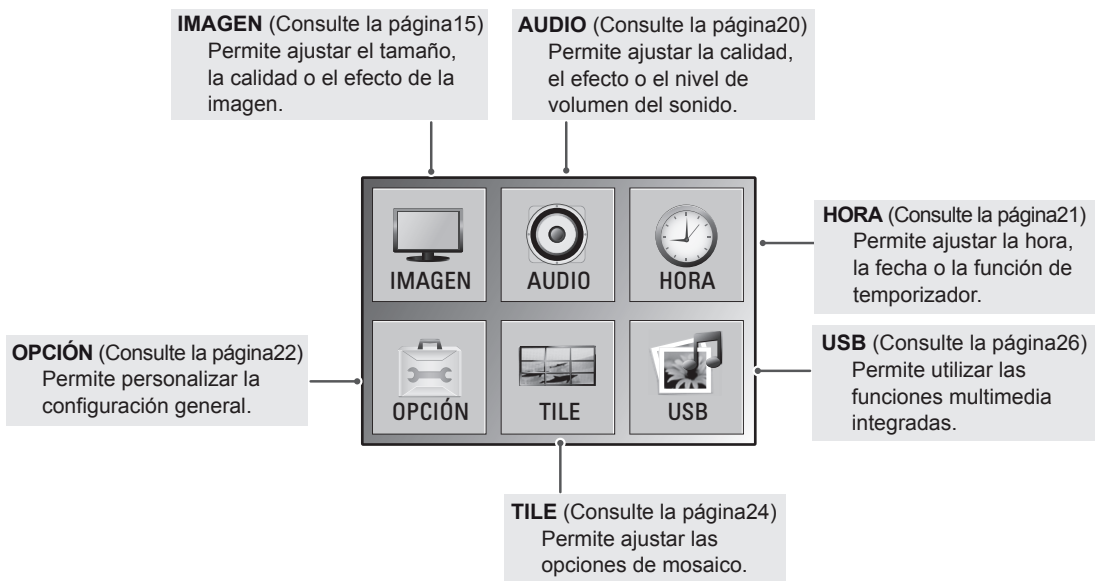 IMAGEN (Consulte la página15)
Permite ajustar el tamaño,
la calidad o el efecto de la
imagen.
AUDIO (Consulte la página20)
Permite ajustar la calidad,
el efecto o el nivel de
volumen del sonido.
IMAGEN
AUDIO
HORA
HORA (Consulte la página21)
Permite ajustar la hora,
la fecha o la función de
temporizador.
OPCIÓN (Consulte la página22)
Permite personalizar la
configuración general.
OPCIÓN
TILE
USB
USB (Consulte la página26)
Permite utilizar las
funciones multimedia
integradas.
TILE (Consulte la página24)
Permite ajustar las
opciones de mosaico.